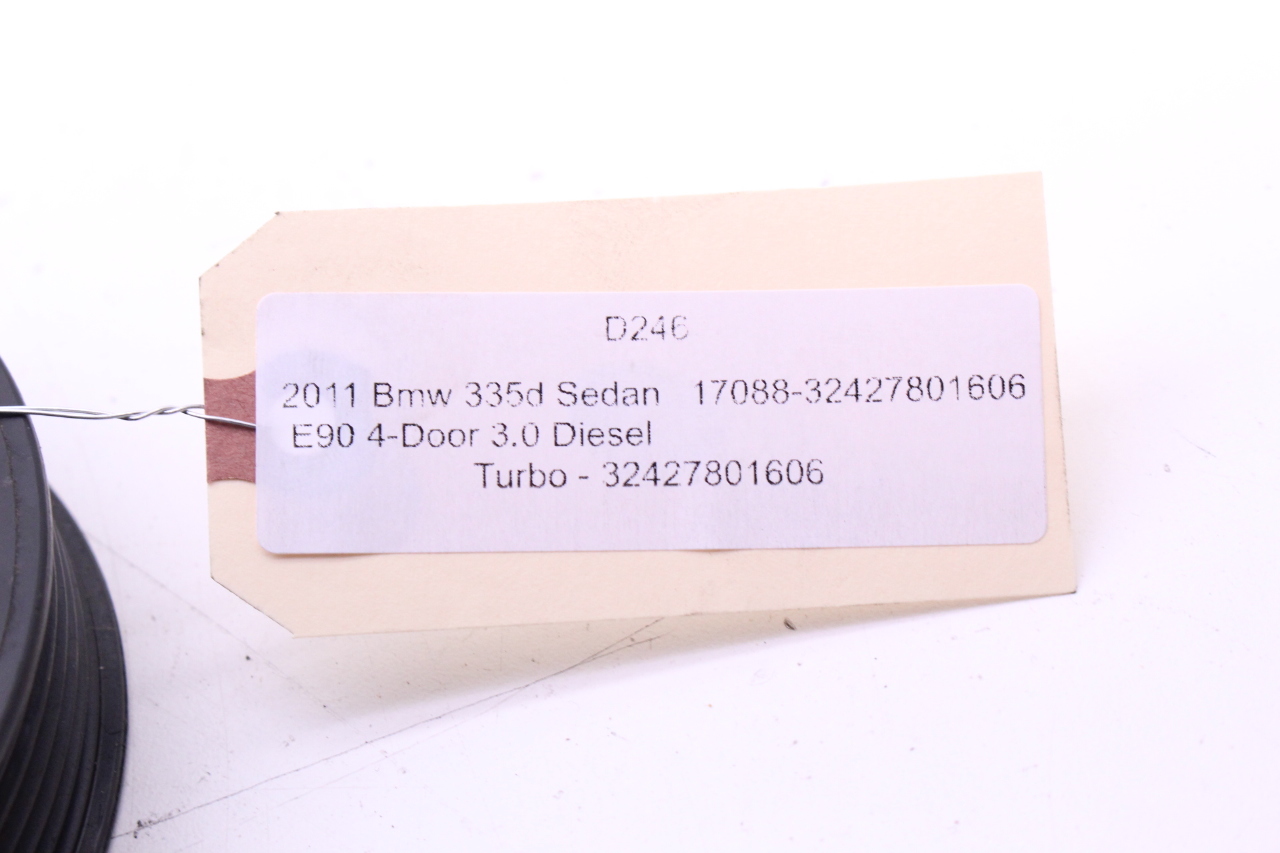 D246
2011 Bmw 335d Sedan 17088-32427801606
E90 4-Door 3.0 Diesel
Turbo - 32427801606